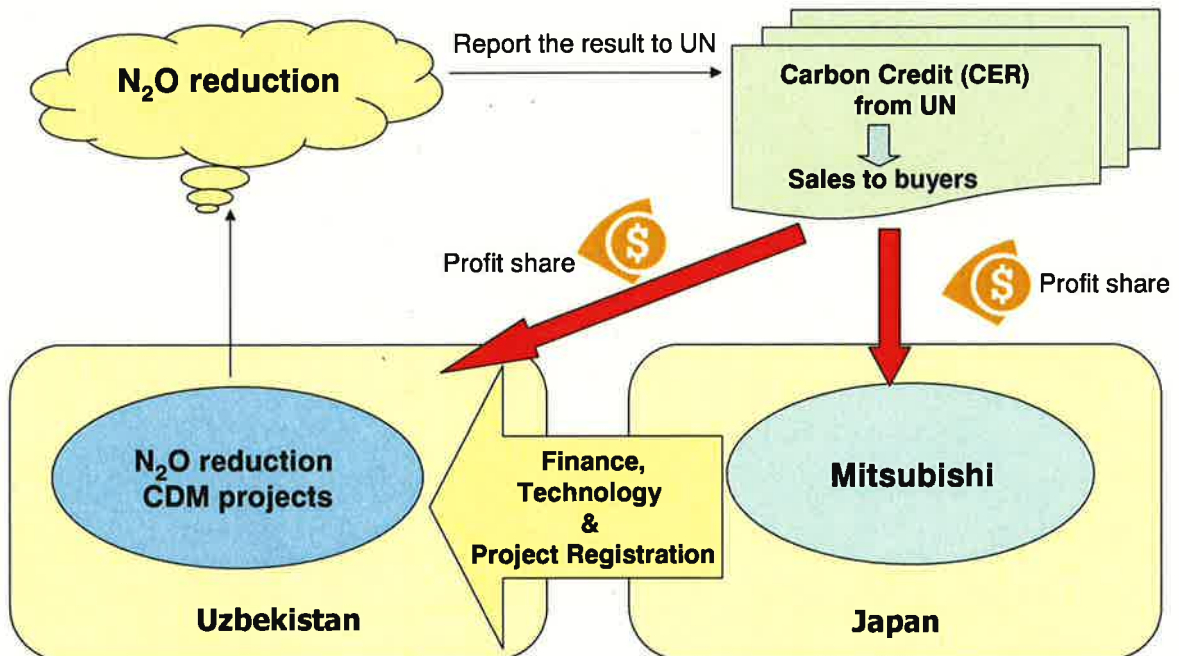 N₂O reduction
Report the result to UN
Carbon Credit (CER)
from UN
Sales to buyers
Profit share
$
$
Profit share
N₂O reduction
CDM projects
Finance,
Technology
&
Project Registration
Mitsubishi
Uzbekistan
Japan